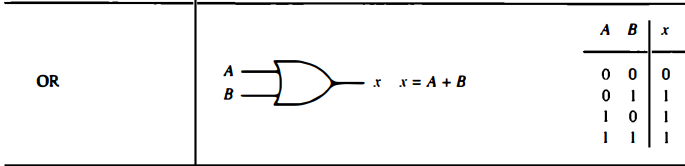 A B x
OR
A
B
x x = A + B
0 0 0
0 1 1
1 0 1
1 1 1